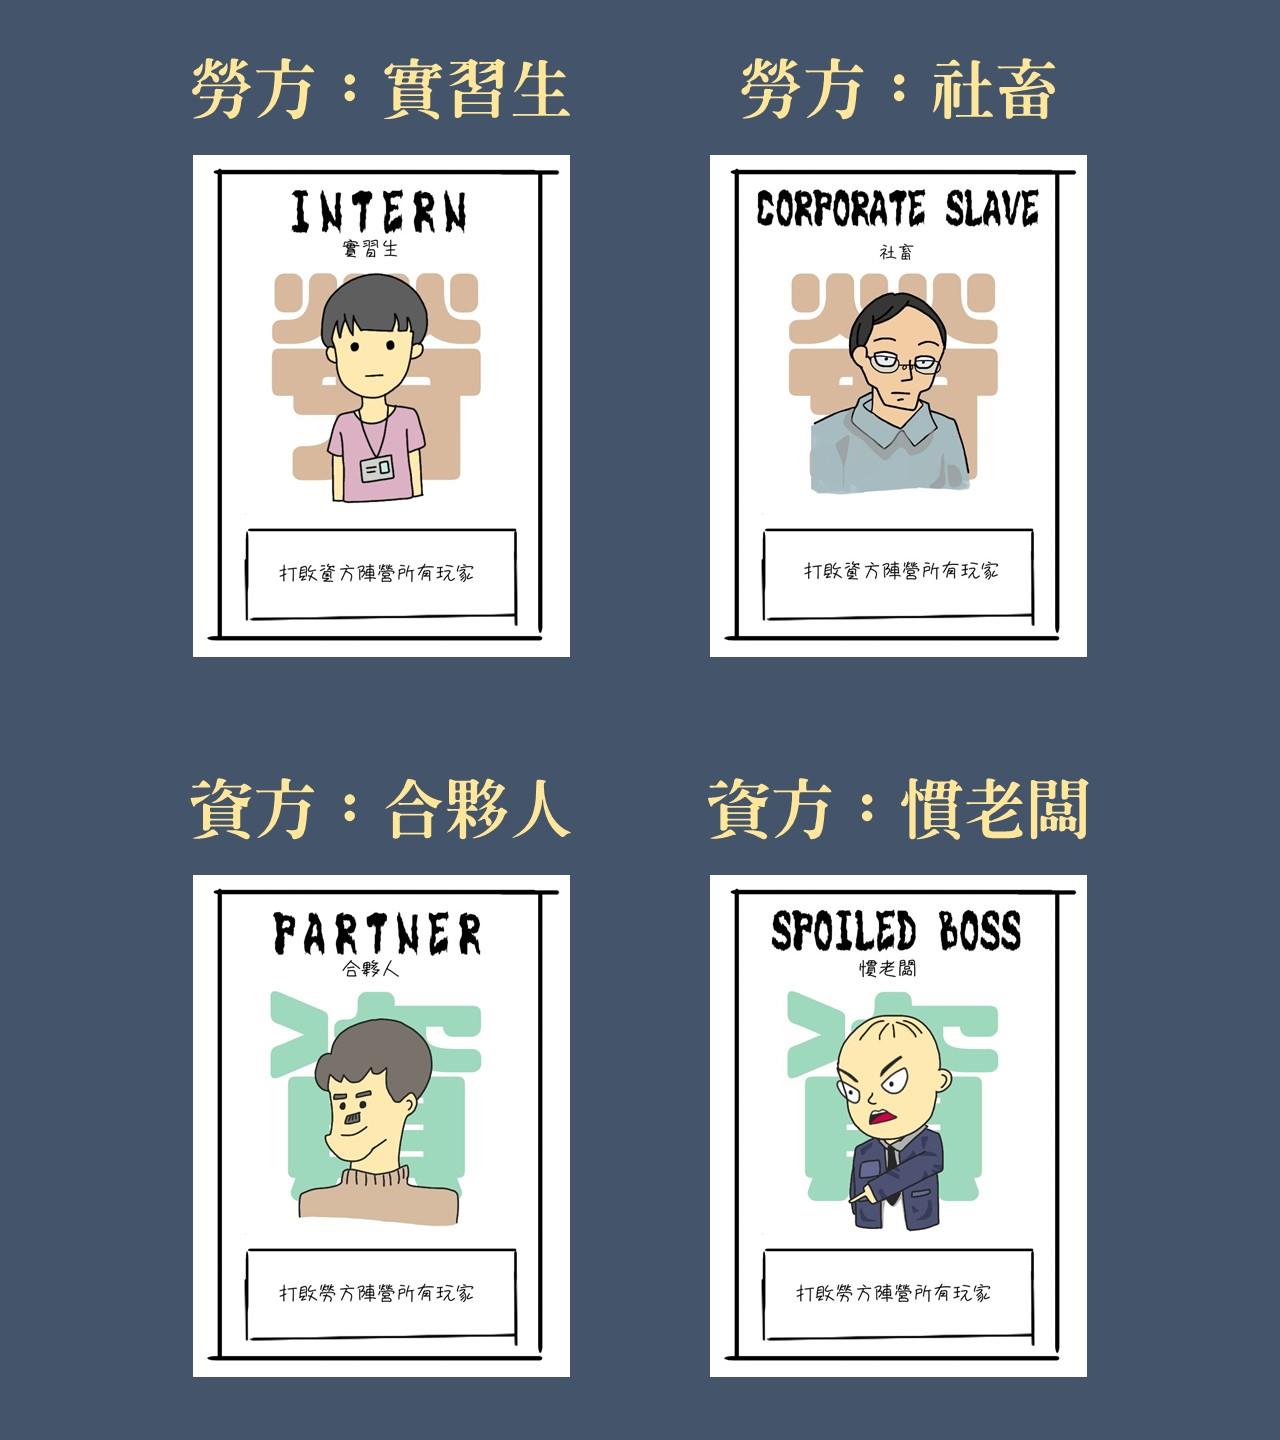 勞方：實習生
勞方：社畜
INTERN
實習生
勞
打敗資方陣營所有玩家
CORPORATE SLAVE
社畜
勞
打敗資方陣營所有玩家
資方：合夥人
資方：慣老闆
PARTNER
合夥人
資
打敗勞方陣營所有玩家
SPOILED BOSS
慣老闆
資
打敗勞方陣營所有玩家